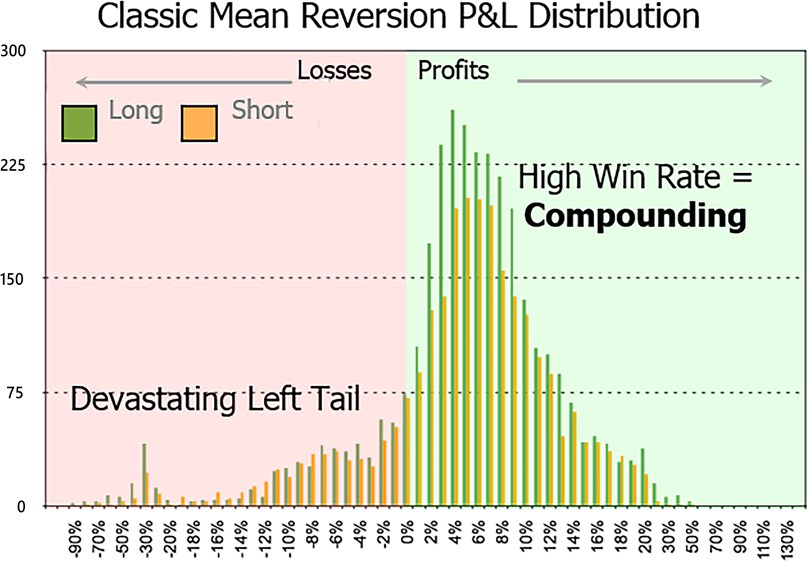 Classic Mean Reversion P&L Distribution
300
Losses
Profits
Long
Short
225
High Win Rate =
Compounding
150
75
Devastating Left Tail
0
-90% -70% -50% -30% -20% -18% -16% -14% -12% -10% -8% -6% -4% -2% 0% 2% 4% 6% 8% 10% 12% 14% 16% 18% 20% 30% 50% 70% 90% 110% 130%